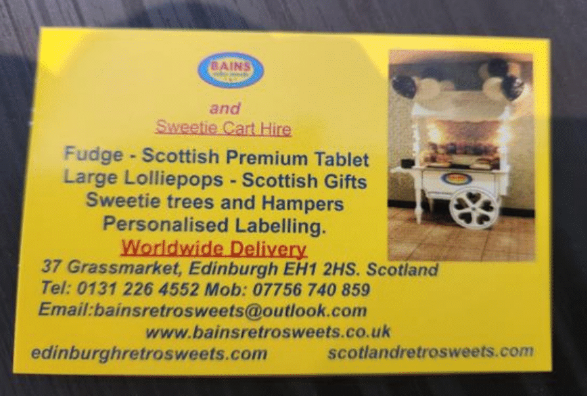 BAINS
and
Sweetie Cart Hire
Fudge - Scottish Premium Tablet
Large Lolliepops - Scottish Gifts
Sweetie trees and Hampers
Personalised Labelling.
Worldwide Delivery
37 Grassmarket, Edinburgh EH1 2HS. Scotland
Tel: 0131 226 4552 Mob: 07756 740 859
Email:bainsretrosweets@outlook.com
www.bainsretrosweets.co.uk
edinburghretrosweets.com scotlandretrosweets.com